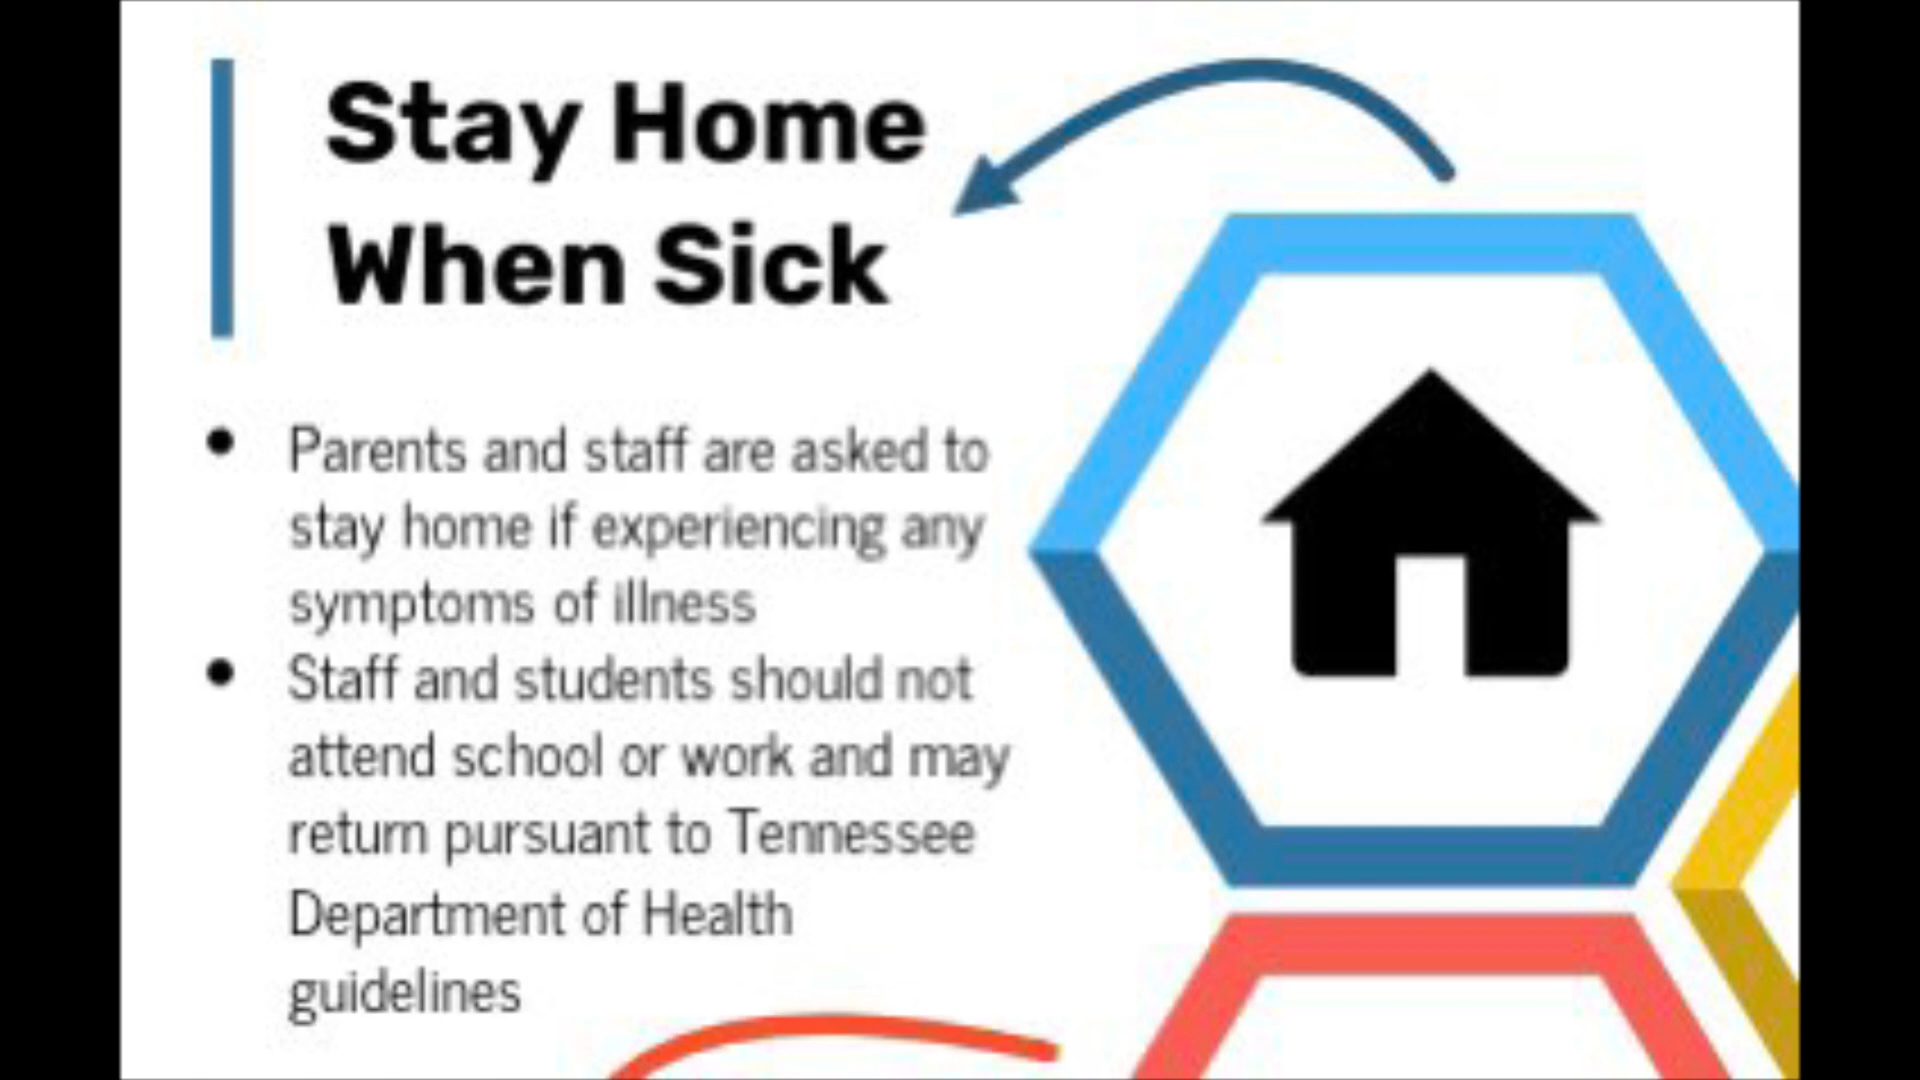 Stay Home
When Sick
• Parents and staff are asked to
stay home if experiencing any
symptoms of illness
• Staff and students should not
attend school or work and may
return pursuant to Tennessee
Department of Health
guidelines